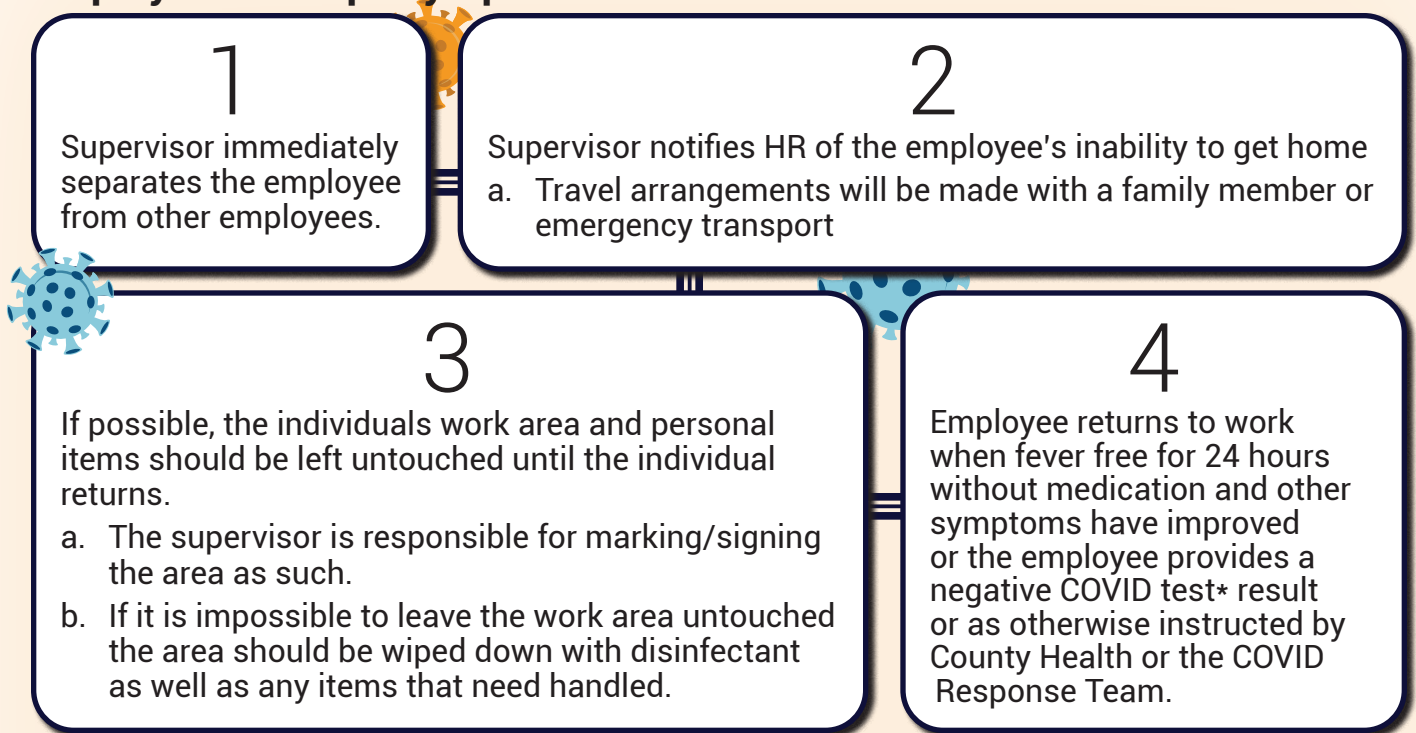 1
Supervisor immediately
separates the employee
from other employees.
2
Supervisor notifies HR of the employee's inability to get home
a. Travel arrangements will be made with a family member or
emergency transport
3
If possible, the individuals work area and personal
items should be left untouched until the individual
returns.
a. The supervisor is responsible for marking/signing
the area as such.
b. If it is impossible to leave the work area untouched
the area should be wiped down with disinfectant
as well as any items that need handled.
4
Employee returns to work
when fever free for 24 hours
without medication and other
symptoms have improved
or the employee provides a
negative COVID test* result
or as otherwise instructed by
County Health or the COVID
Response Team.